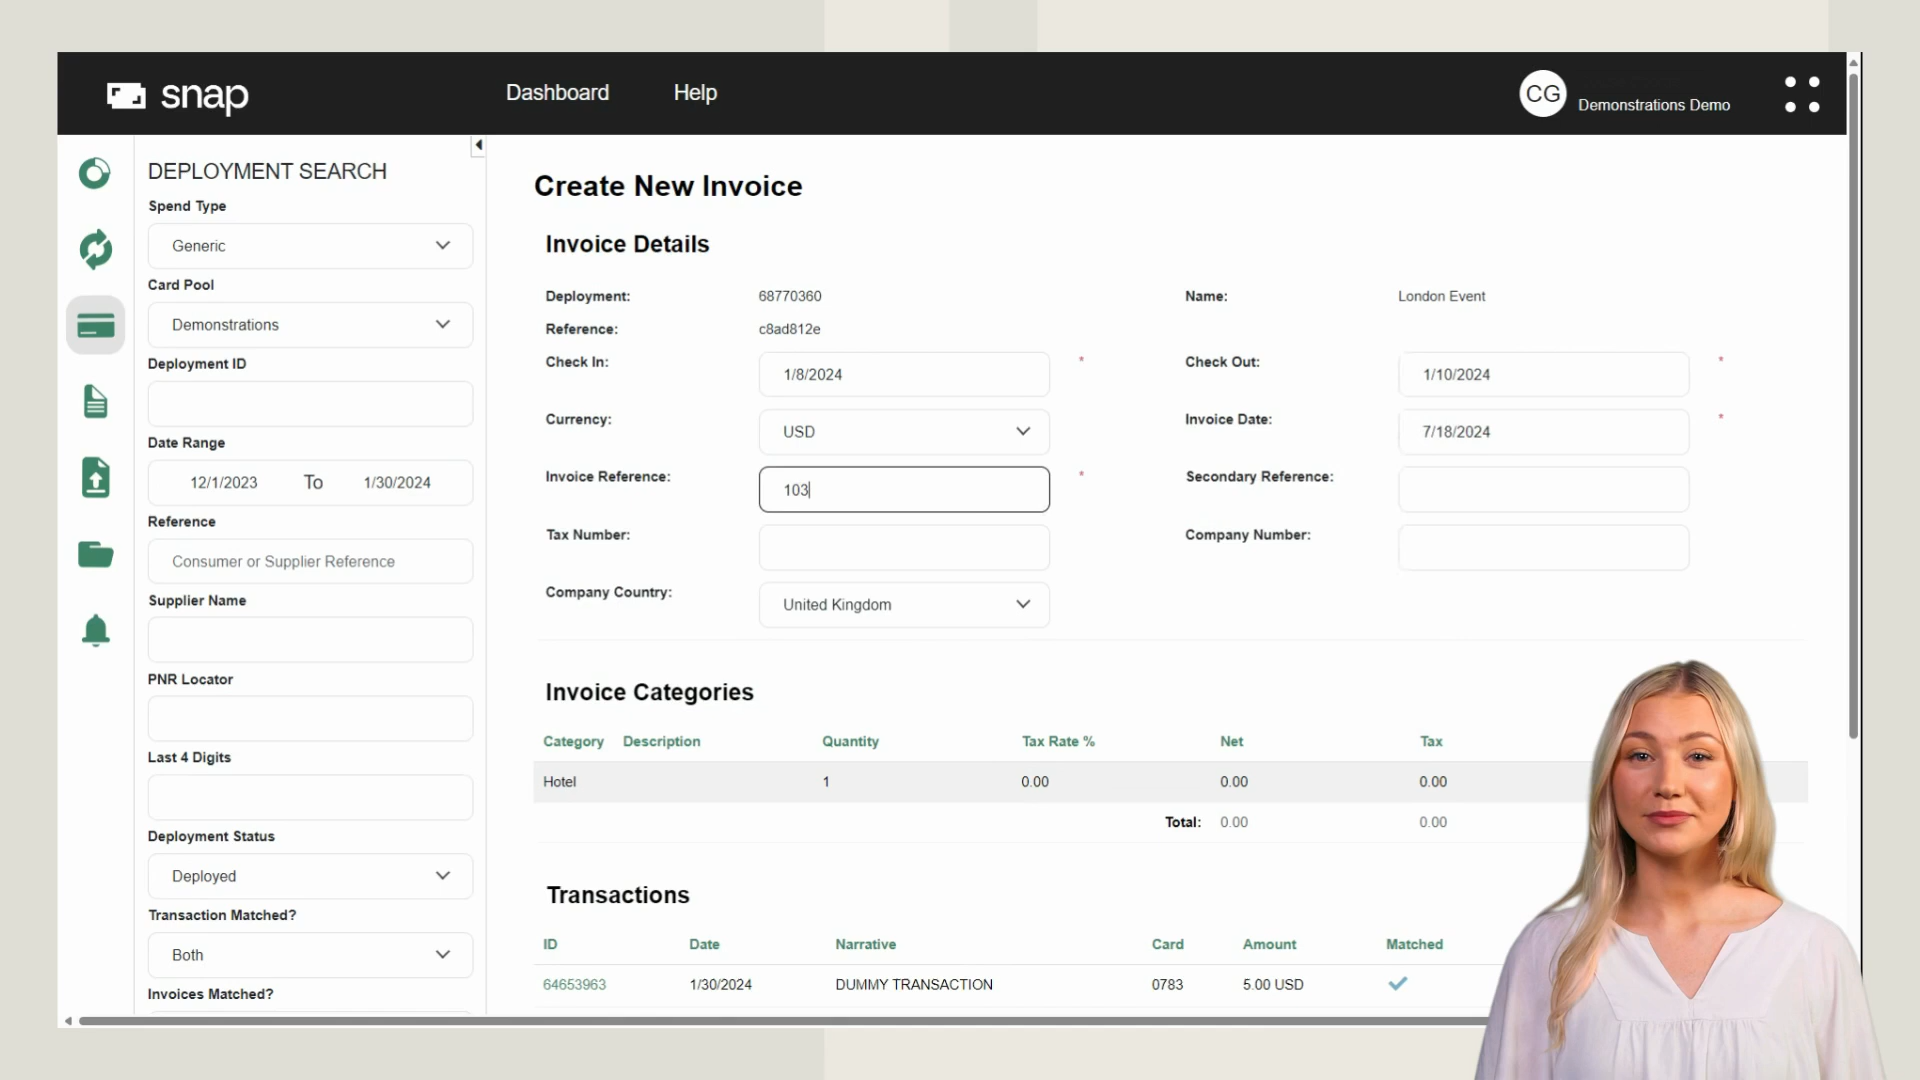 snap
Dashboard Help
CG Demonstrations Demo
DEPLOYMENT SEARCH
Spend Type
Generic
Card Pool
Demonstrations
Deployment ID
Date Range
12/1/2023 To 1/30/2024
Reference
Consumer or Supplier Reference
Supplier Name
PNR Locator
Last 4 Digits
Deployment Status
Deployed
Transaction Matched?
Both
Invoices Matched?
Create New Invoice
Invoice Details
Deployment: 68770360 Name: London Event
Reference: c8ad812e
Check In: 1/8/2024 * Check Out: 1/10/2024 *
Currency: USD Invoice Date: 7/18/2024 *
Invoice Reference: 103 * Secondary Reference:
Tax Number: Company Number:
Company Country: United Kingdom
Invoice Categories
Category Description Quantity Tax Rate % Net Tax
Hotel 1 0.00 0.00 0.00
Total: 0.00 0.00
Transactions
ID Date Narrative Card Amount Matched
64653963 1/30/2024 DUMMY TRANSACTION 0783 5.00 USD